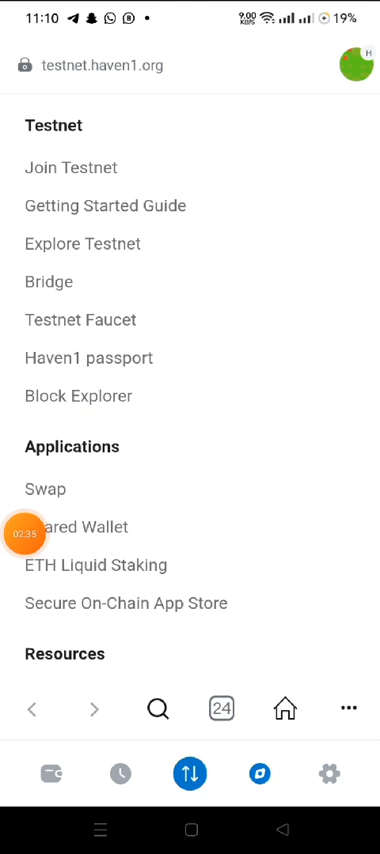 11:10
9.00 KB/S
19%
testnet.haven1.org
H
Testnet
Join Testnet
Getting Started Guide
Explore Testnet
Bridge
Testnet Faucet
Haven1 passport
Block Explorer
Applications
Swap
ared Wallet
02:35
ETH Liquid Staking
Secure On-Chain App Store
Resources
24